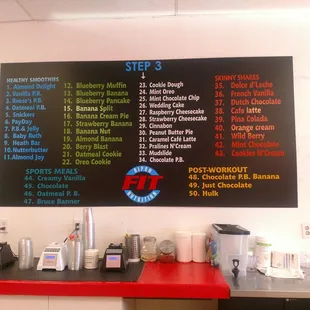 STEP 3
HEALTHY SMOOTHIES
1. Almond Delight
2. Vanilla P.B.
3. Reese's P.B.
4. Oatmeal P.B.
5. Snickers
6. PayDay
7. P.B. & Jelly
8. Baby Ruth
9. Heath Bar
10. Nutterbutter
11. Almond Joy
12. Blueberry Muffin
13. Blueberry Banana
14. Blueberry Pancake
15. Banana Split
16. Banana Cream Pie
17. Strawberry Banana
18. Banana Nut
19. Almond Banana
20. Berry Blast
21. Oatmeal Cookie
22. Oreo Cookie
23. Cookie Dough
24. Mint Oreo
25. Mint Chocolate Chip
26. Wedding Cake
27. Raspberry Cheesecake
28. Chocolate Cheesecake
29. Cinnabon
30. Peanut Butter Pie
31. Caramel Café Latte
32. Pralines N'Cream
33. Mudslide
34. Chocolate P.B.
SKINNY SHAKES
35. Dulce d'Leche
36. French Vanilla
37. Dutch Chocolate
38. Cafe latte
39. Pina Colada
40. Orange cream
41. Wild Berry
42. Mint Chocolate
43. Cookies N'Cream
SPORTS MEALS
44. Creamy Vanilla
45. Chocolate
46. Oatmeal P.B.
47. Bruce Banner
RIPON
FIT
NUTRITION
POST-WORKOUT
48. Chocolate P.B. Banana
49. Just Chocolate
50. Hulk